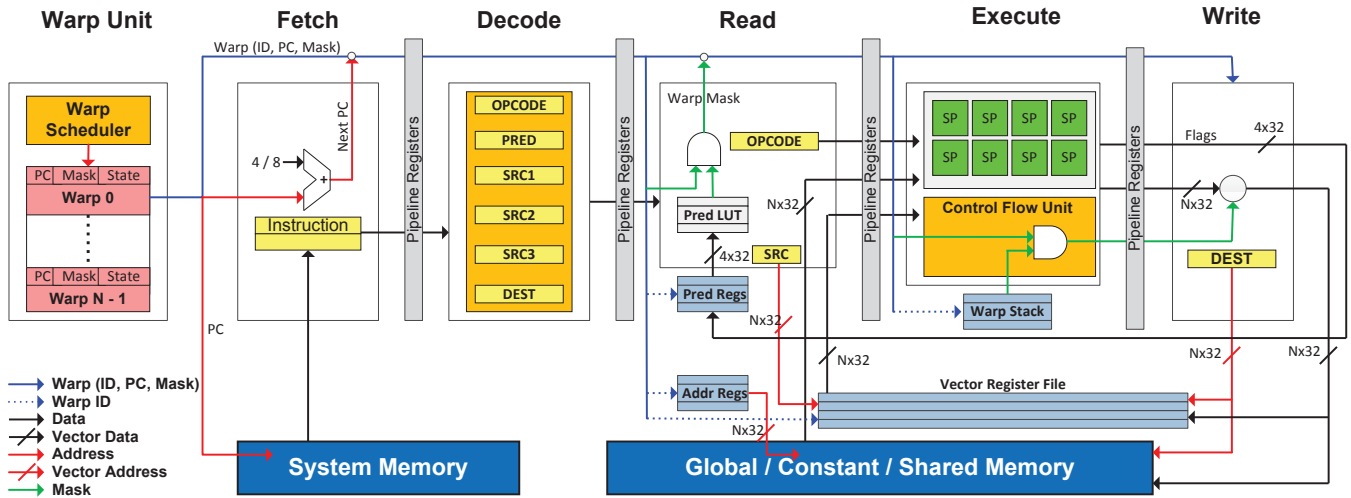 Warp Unit
Fetch
Decode
Read
Execute
Write
Warp (ID, PC, Mask)
Warp
Scheduler
PC Mask State
Warp 0
PC Mask State
Warp N - 1
4 / 8
+
Next PC
Instruction
PC
Pipeline Registers
OPCODE
PRED
SRC1
SRC2
SRC3
DEST
Pipeline Registers
Warp Mask
OPCODE
Pred LUT
4x32
SRC
Pred Regs
Nx32
Nx32
Nx32
Addr Regs
Nx32
Pipeline Registers
SP SP SP SP
SP SP SP SP
Control Flow Unit
Warp Stack
Pipeline Registers
Flags
4x32
Nx32
DEST
Nx32
Nx32
Vector Register File
Warp (ID, PC, Mask)
Warp ID
Data
Vector Data
Address
Vector Address
Mask
System Memory
Global / Constant / Shared Memory